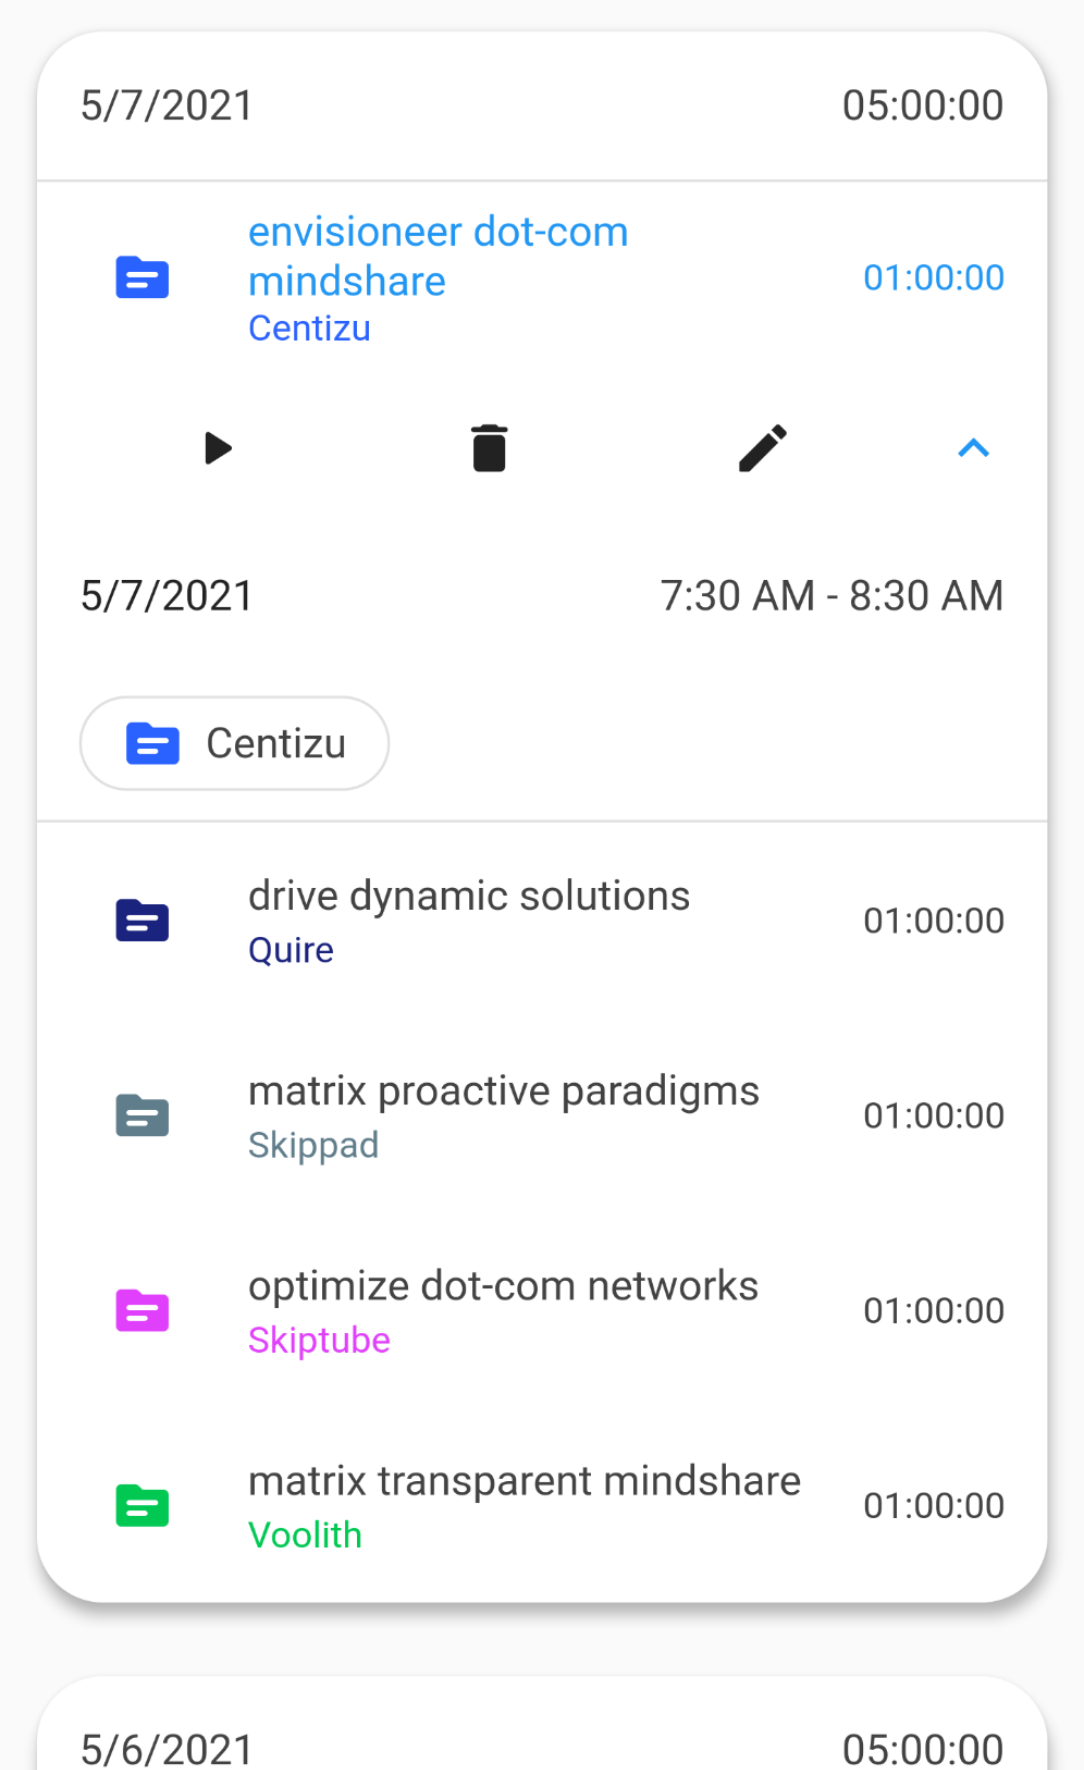 5/7/2021 05:00:00
envisioneer dot-com
mindshare
01:00:00
Centizu
5/7/2021 7:30 AM - 8:30 AM
Centizu
drive dynamic solutions
01:00:00
Quire
matrix proactive paradigms
01:00:00
Skippad
optimize dot-com networks
01:00:00
Skiptube
matrix transparent mindshare
01:00:00
Voolith
5/6/2021 05:00:00